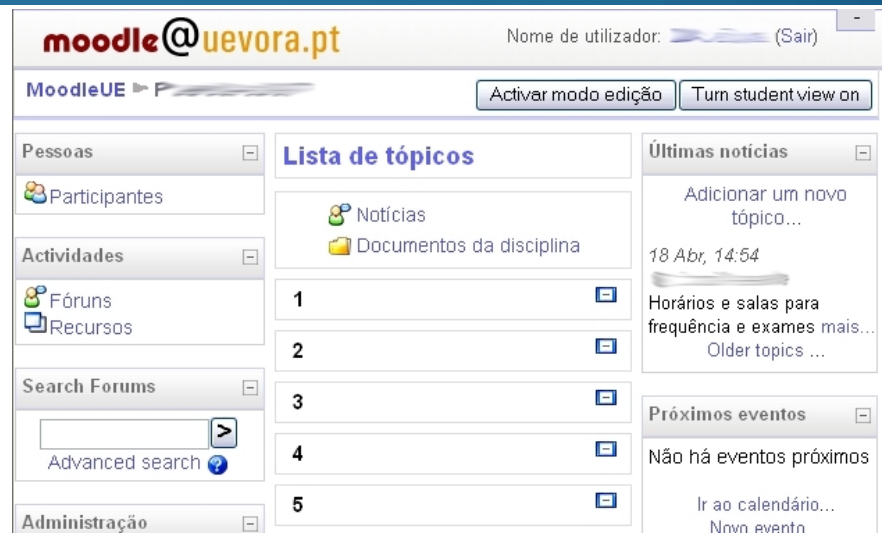 moodle@uevora.pt
Nome de utilizador:
(Sair)
-
MoodleUE
Activar modo edição
Turn student view on
Pessoas
Participantes
Actividades
Fóruns
Recursos
Search Forums
>
Advanced search
Administração
Lista de tópicos
Notícias
Documentos da disciplina
1
2
3
4
5
Últimas notícias
Adicionar um novo
tópico...
18 Abr, 14:54
Horários e salas para
frequência e exames mais...
Older topics ...
Próximos eventos
Não há eventos próximos
Ir ao calendário...
Novo evento